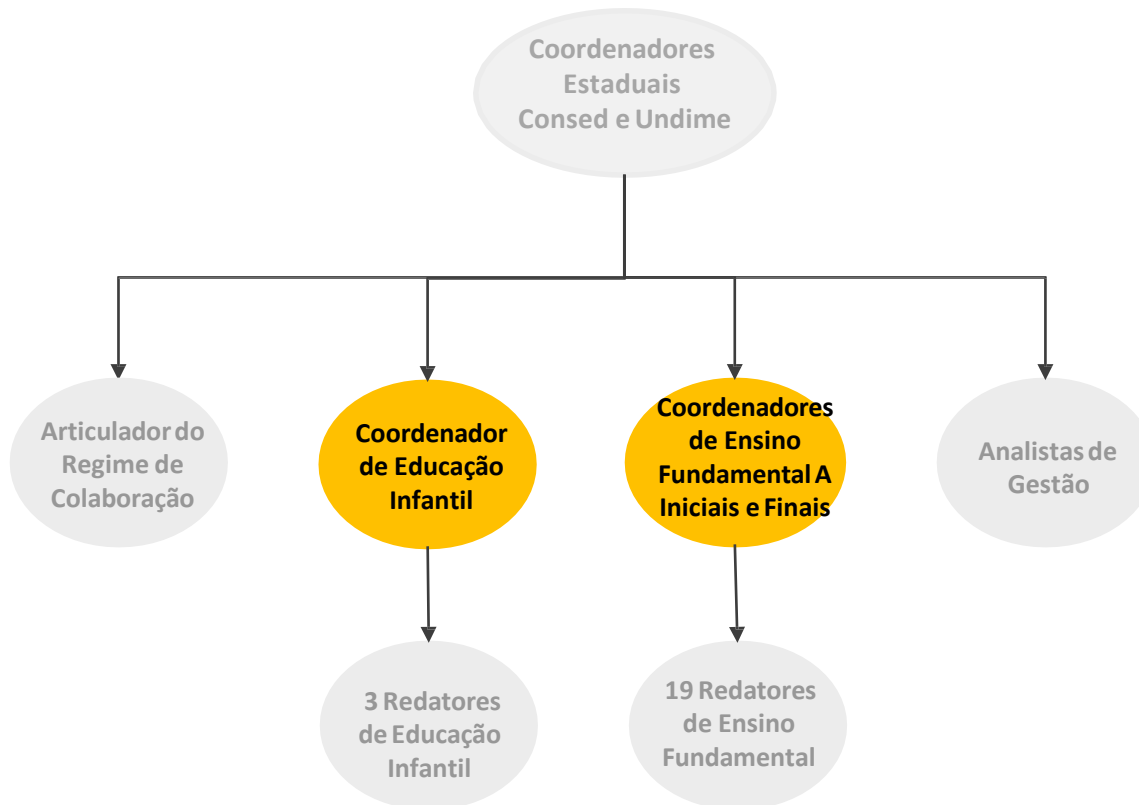 Coordenadores
Estaduais
Consed e Undime
Articulador do
Regime de
Colaboração
Coordenador
de Educação
Infantil
Coordenadores
de Ensino
Fundamental A
Iniciais e Finais
Analistas de
Gestão
3 Redatores
de Educação
Infantil
19 Redatores
de Ensino
Fundamental